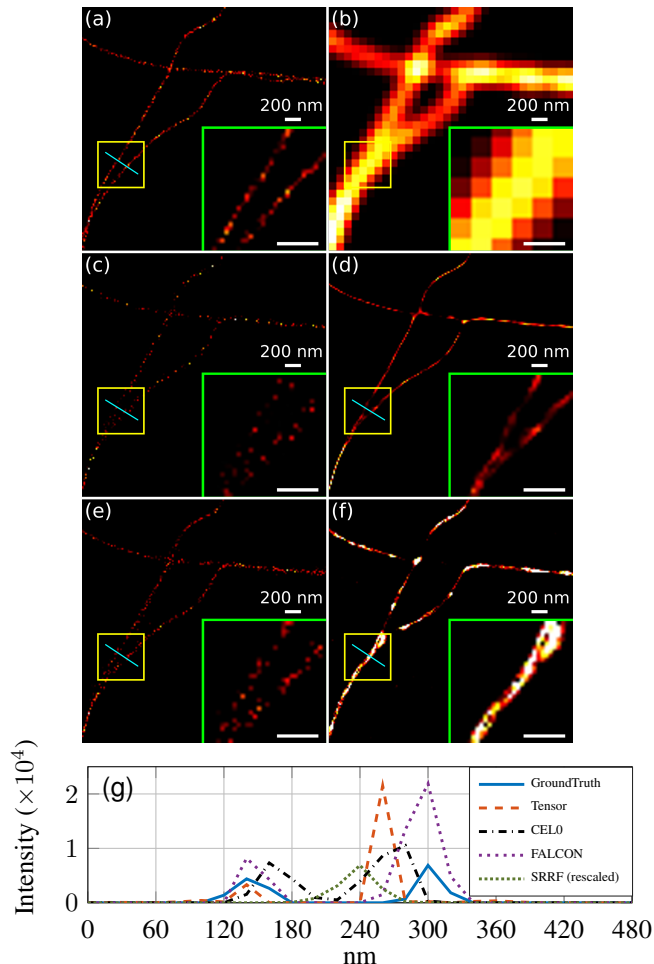 (a)
(b)
200 nm
200 nm
(c)
(d)
200 nm
200 nm
(e)
(f)
200 nm
200 nm
(g)
Intensity (×10⁴)
2
1
0
GroundTruth
Tensor
CEL0
FALCON
SRRF (rescaled)
0 60 120 180 240 300 360 420 480
nm